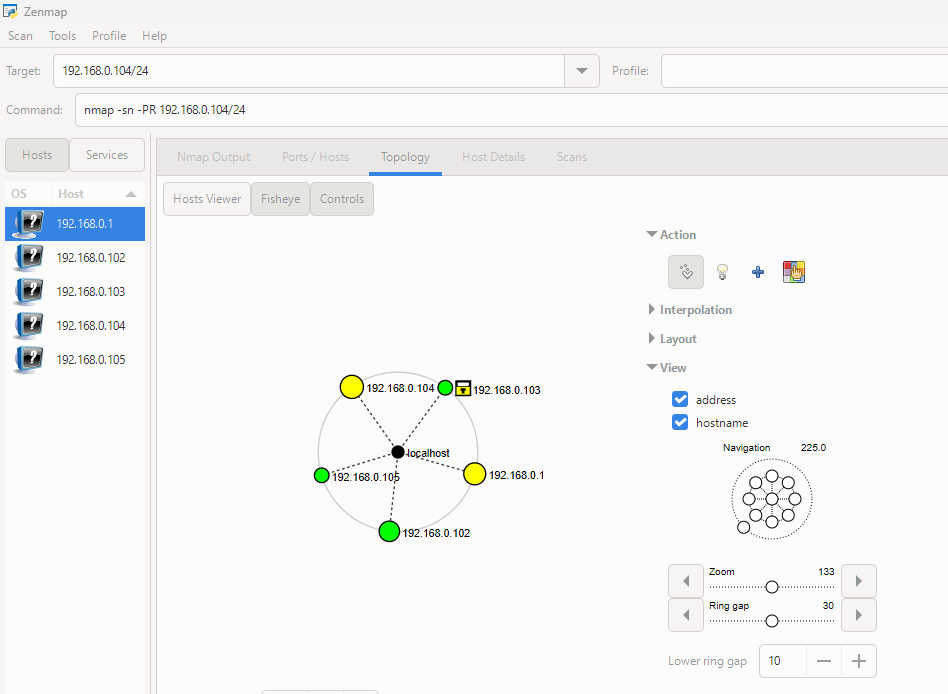 Zenmap
Scan Tools Profile Help
Target: 192.168.0.104/24 Profile:
Command: nmap -sn -PR 192.168.0.104/24
Hosts Services
Nmap Output Ports / Hosts Topology Host Details Scans
OS Host
Hosts Viewer Fisheye Controls
192.168.0.1
192.168.0.102
192.168.0.103
192.168.0.104
192.168.0.105
192.168.0.104 192.168.0.103
localhost
192.168.0.105 192.168.0.1
192.168.0.102
Action
Interpolation
Layout
View
address
hostname
Navigation 225.0
Zoom 133
Ring gap 30
Lower ring gap 10